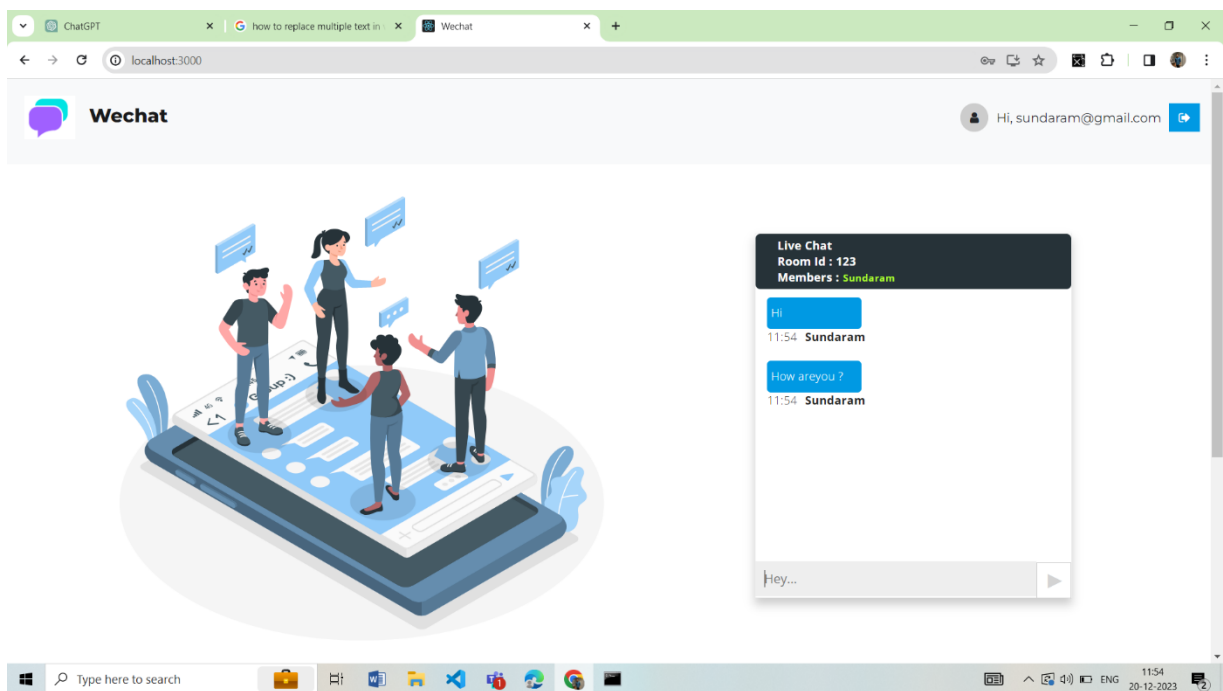 ChatGPT
how to replace multiple text in
Wechat
localhost:3000
Wechat
Hi, sundaram@gmail.com
Live Chat
Room Id : 123
Members : Sundaram
Hi
11:54 Sundaram
How areyou ?
11:54 Sundaram
Hey...
Type here to search
ENG
11:54
20-12-2023
2